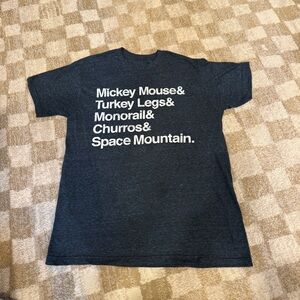 Mickey Mouse&
Turkey Legs&
Monorail&
Churros&
Space Mountain.